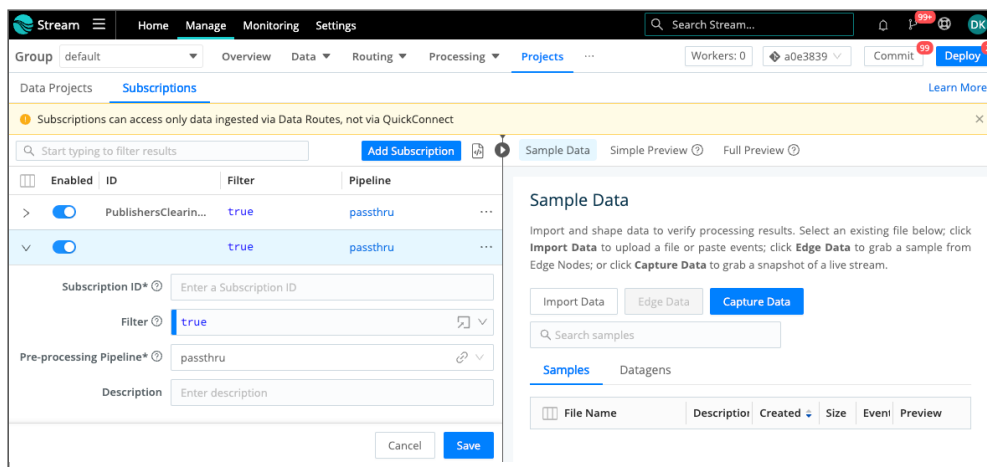 Stream Home Manage Monitoring Settings Search Stream... 99+ DK
Group default Overview Data Routing Processing Projects ... Workers: 0 a0e3839 Commit 99 Deploy
Data Projects Subscriptions Learn More
Subscriptions can access only data ingested via Data Routes, not via QuickConnect
Start typing to filter results Add Subscription Sample Data Simple Preview Full Preview
Enabled ID Filter Pipeline
PublishersClearin... true passthru ...
true passthru ...
Subscription ID* Enter a Subscription ID
Filter true
Pre-processing Pipeline* passthru
Description Enter description
Cancel Save
Sample Data
Import and shape data to verify processing results. Select an existing file below; click
Import Data to upload a file or paste events; click Edge Data to grab a sample from
Edge Nodes; or click Capture Data to grab a snapshot of a live stream.
Import Data Edge Data Capture Data
Search samples
Samples Datagens
File Name Description Created Size Event Preview